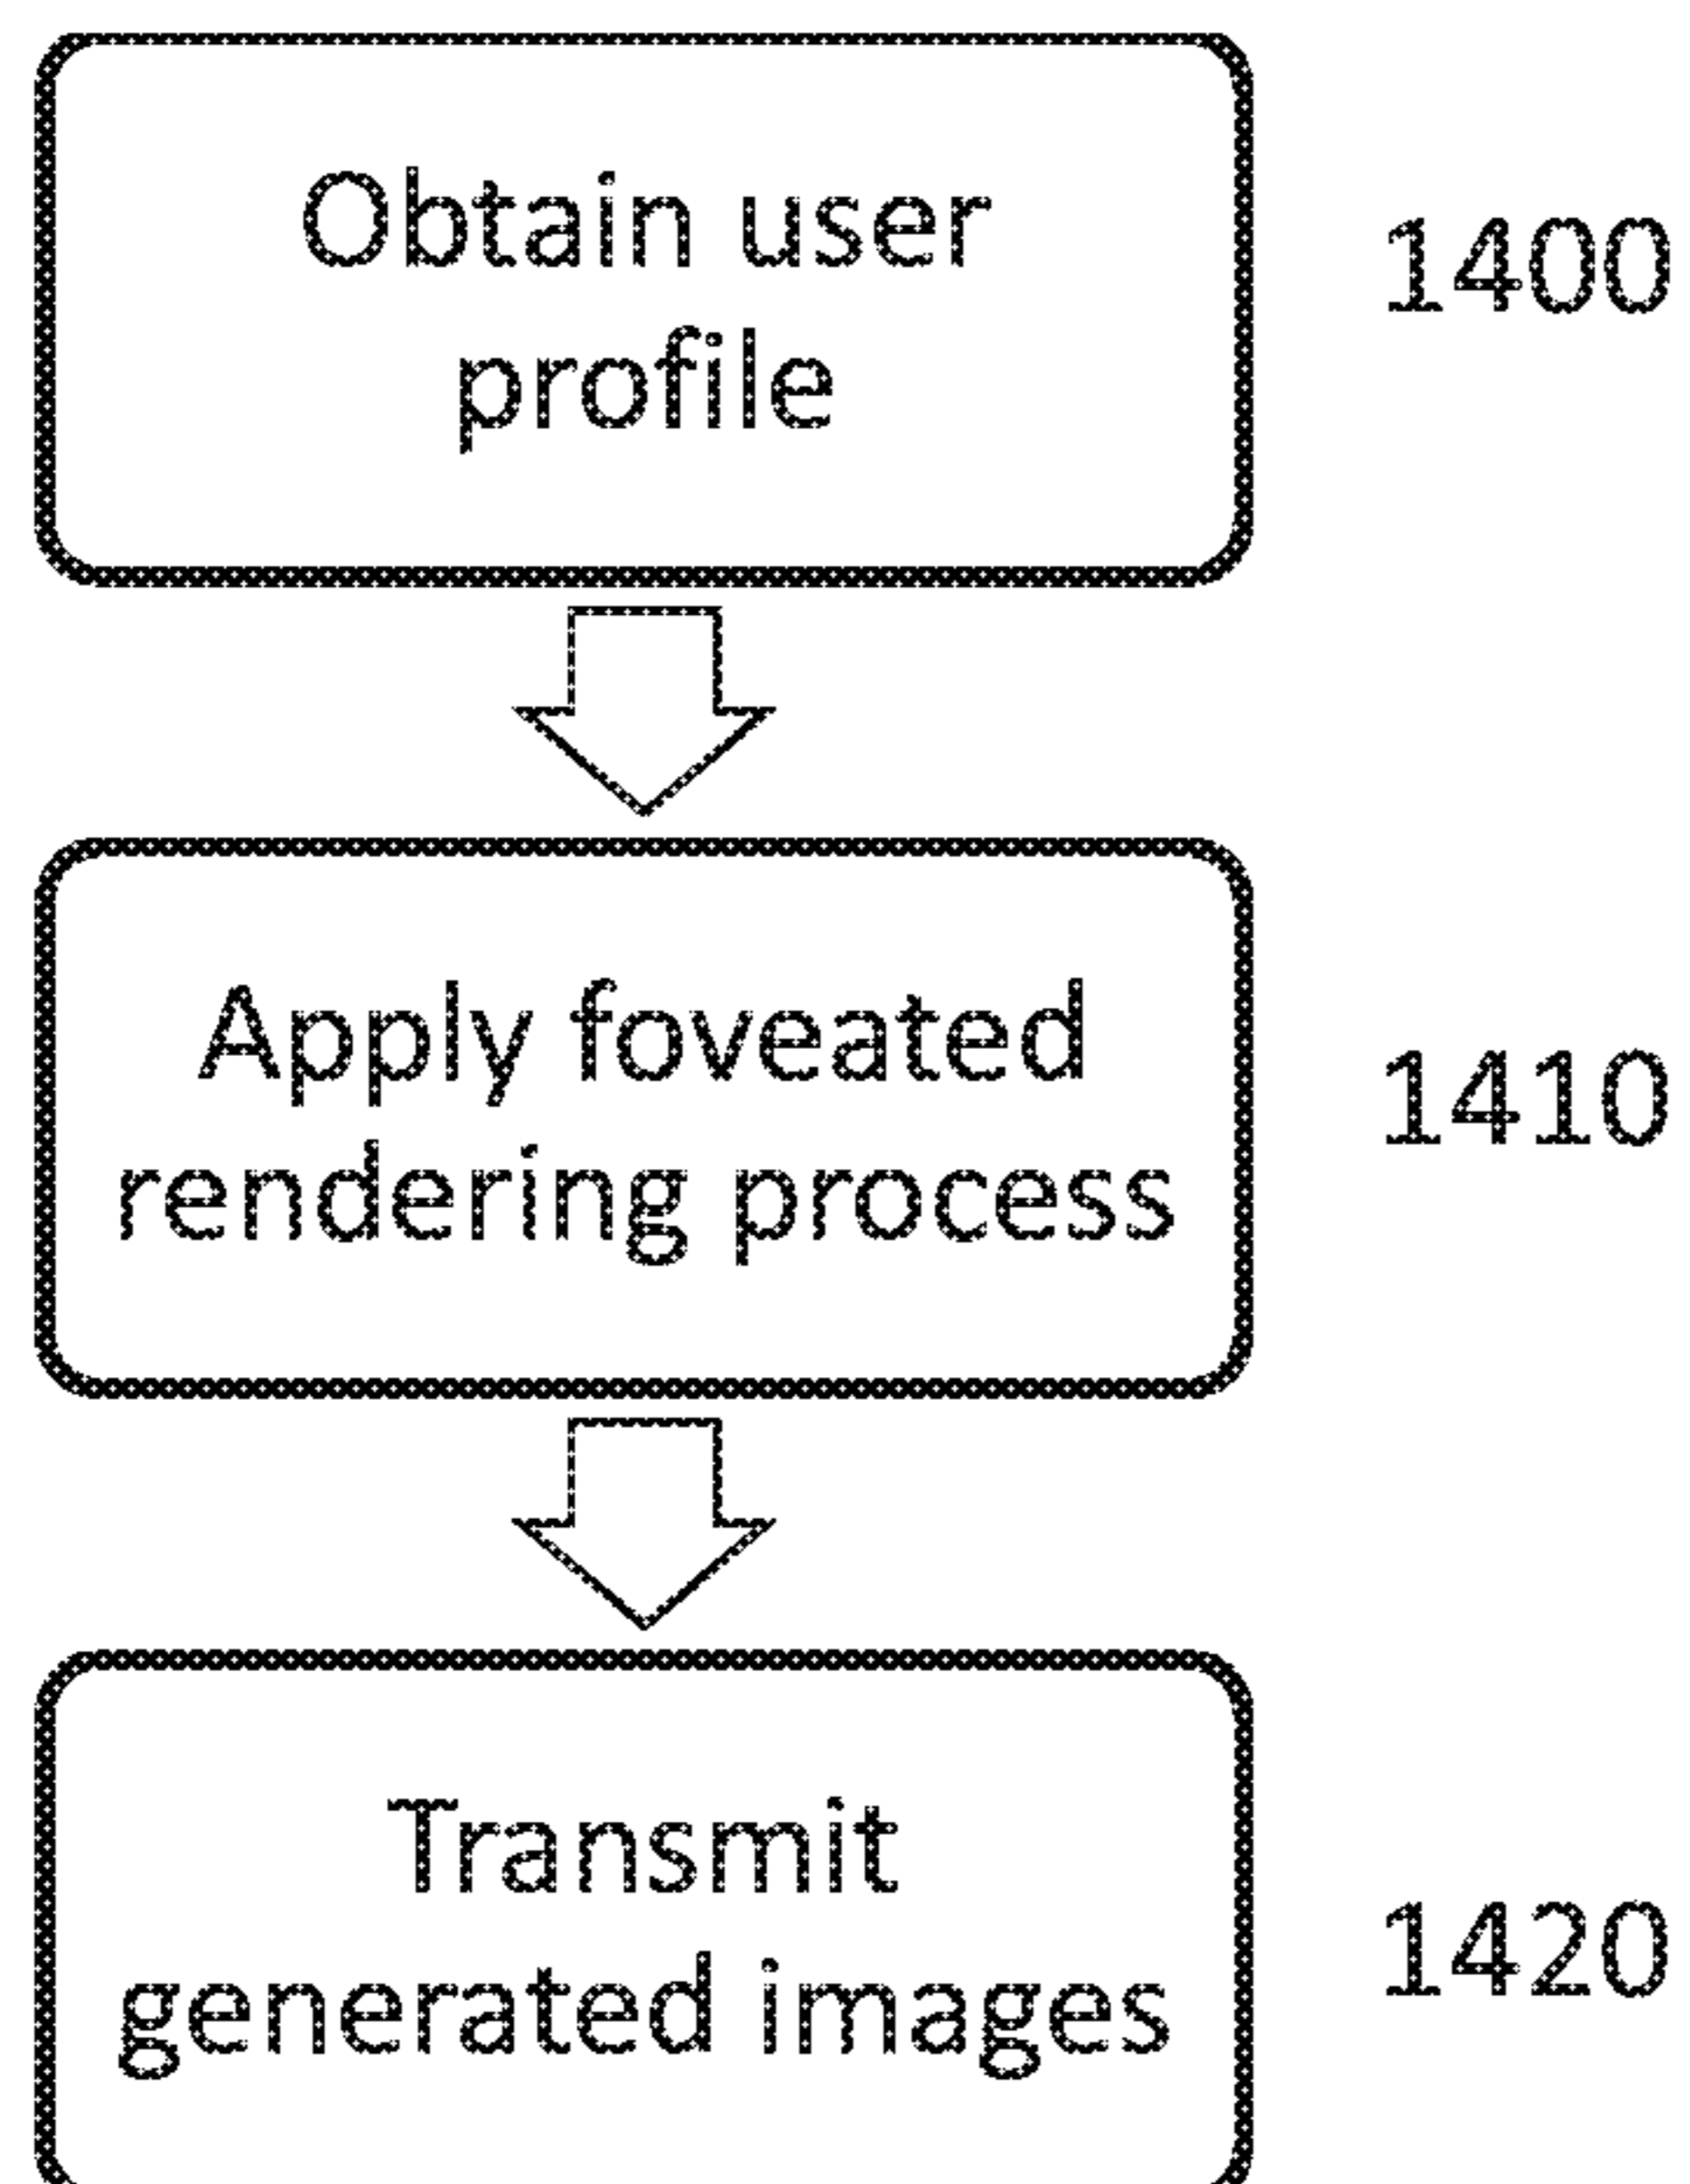 Obtain user
profile
1400
Apply foveated
rendering process
1410
Transmit
generated images
1420